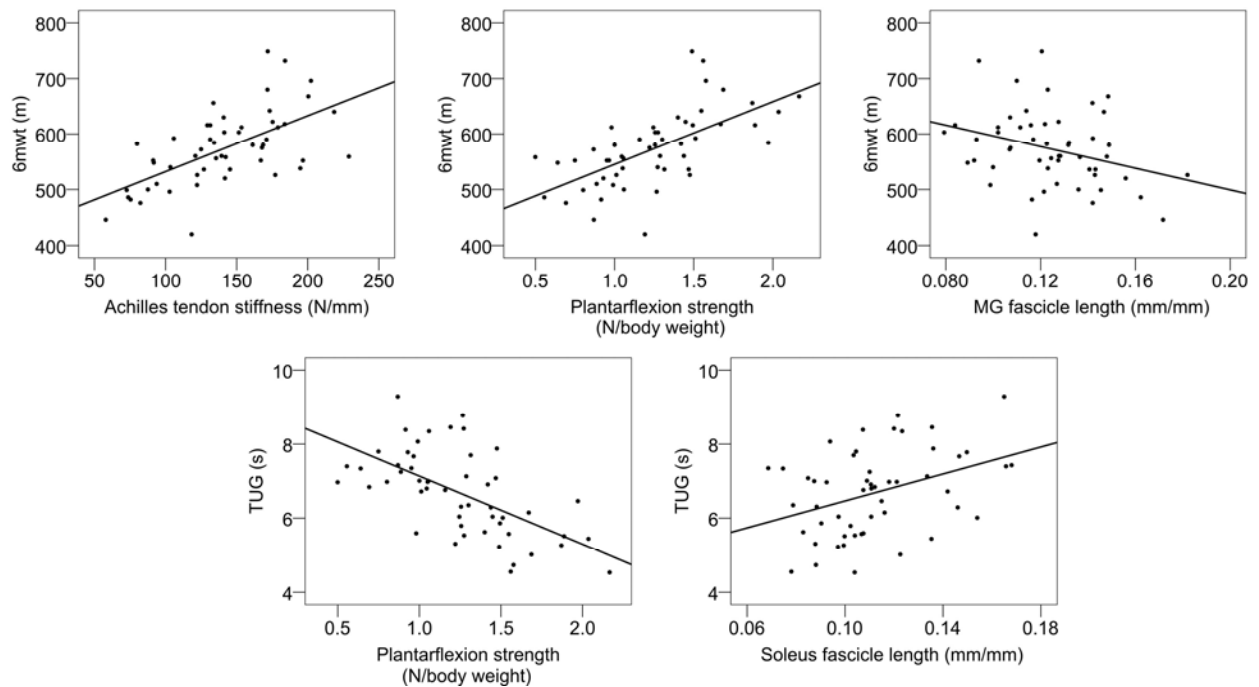 800
700
600
500
400
6mwt (m)
50 100 150 200 250
Achilles tendon stiffness (N/mm)
800
700
600
500
400
6mwt (m)
0.5 1.0 1.5 2.0
Plantarflexion strength
(N/body weight)
800
700
600
500
400
6mwt (m)
0.080 0.12 0.16 0.20
MG fascicle length (mm/mm)
10
8
6
4
TUG (s)
0.5 1.0 1.5 2.0
Plantarflexion strength
(N/body weight)
10
8
6
4
TUG (s)
0.06 0.10 0.14 0.18
Soleus fascicle length (mm/mm)